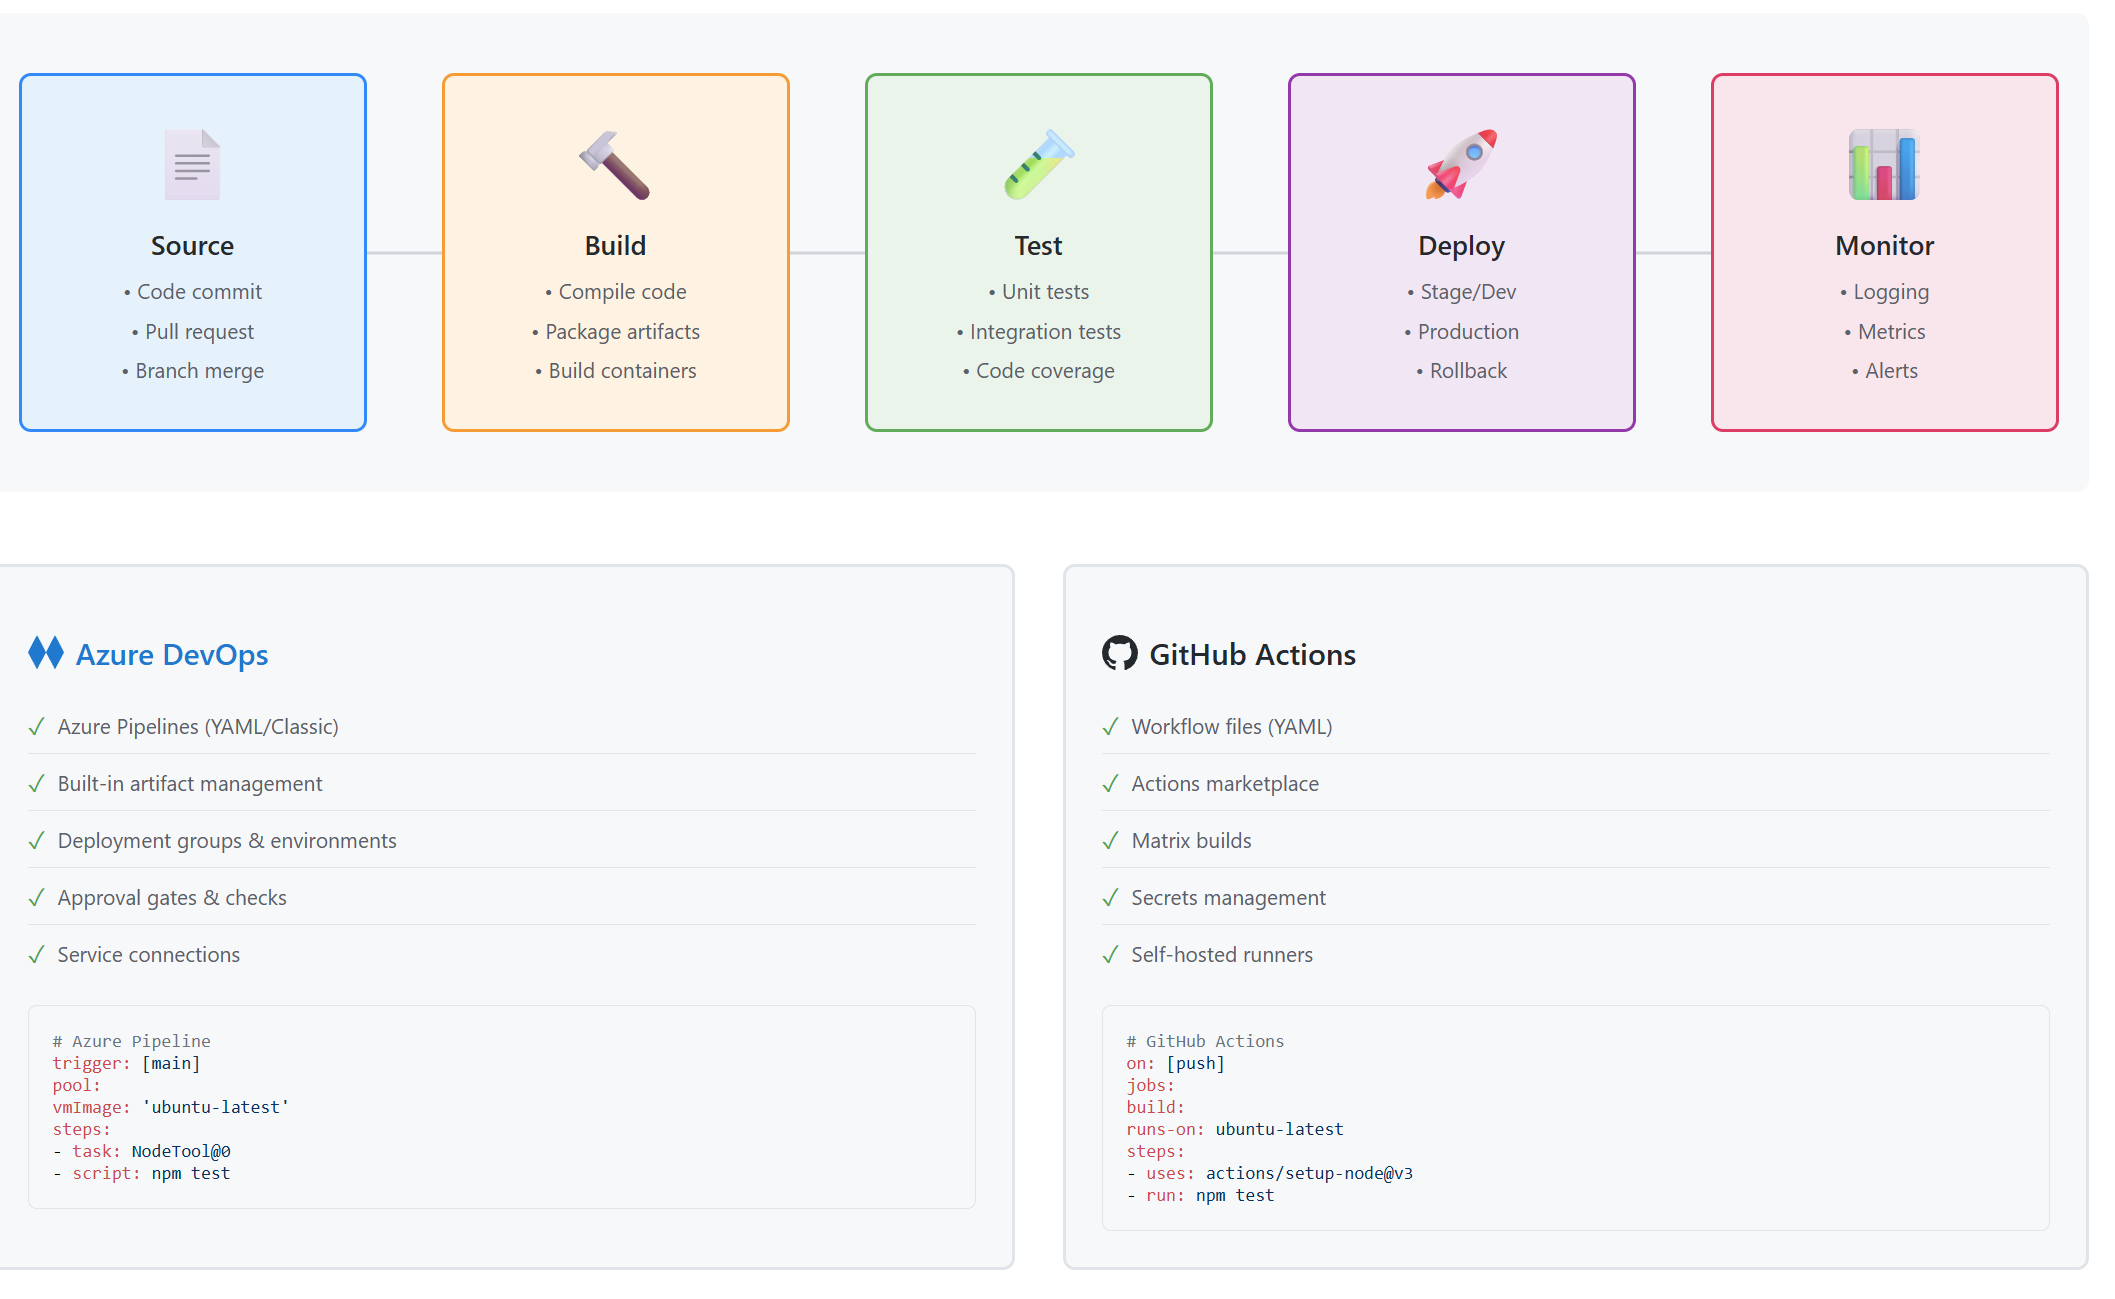 Source
• Code commit
• Pull request
• Branch merge
Build
• Compile code
• Package artifacts
• Build containers
Test
• Unit tests
• Integration tests
• Code coverage
Deploy
• Stage/Dev
• Production
• Rollback
Monitor
• Logging
• Metrics
• Alerts
Azure DevOps
✓ Azure Pipelines (YAML/Classic)
✓ Built-in artifact management
✓ Deployment groups & environments
✓ Approval gates & checks
✓ Service connections
# Azure Pipeline
trigger: [main]
pool:
vmImage: 'ubuntu-latest'
steps:
- task: NodeTool@0
- script: npm test
GitHub Actions
✓ Workflow files (YAML)
✓ Actions marketplace
✓ Matrix builds
✓ Secrets management
✓ Self-hosted runners
# GitHub Actions
on: [push]
jobs:
build:
runs-on: ubuntu-latest
steps:
- uses: actions/setup-node@v3
- run: npm test